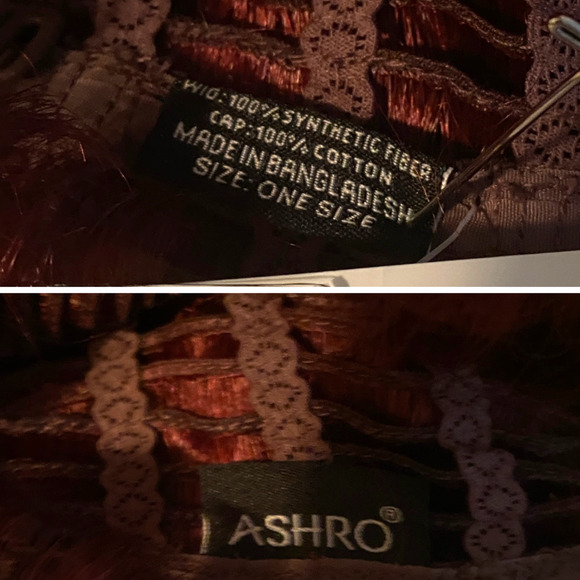 WIG: 100% SYNTHETIC FIBER
CAP: 100% COTTON
MADE IN BANGLADESH
SIZE: ONE SIZE
ASHRO®